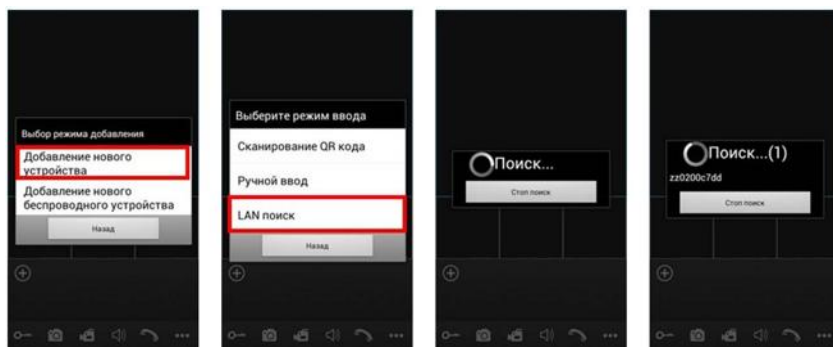 Выбор режима добавления
Добавление нового
устройства
Добавление нового
беспроводного устройства
Назад
Выберите режим ввода
Сканирование QR кода
Ручной ввод
LAN поиск
Назад
Поиск...
Стоп поиск
Поиск...(1)
zz0200c7dd
Стоп поиск